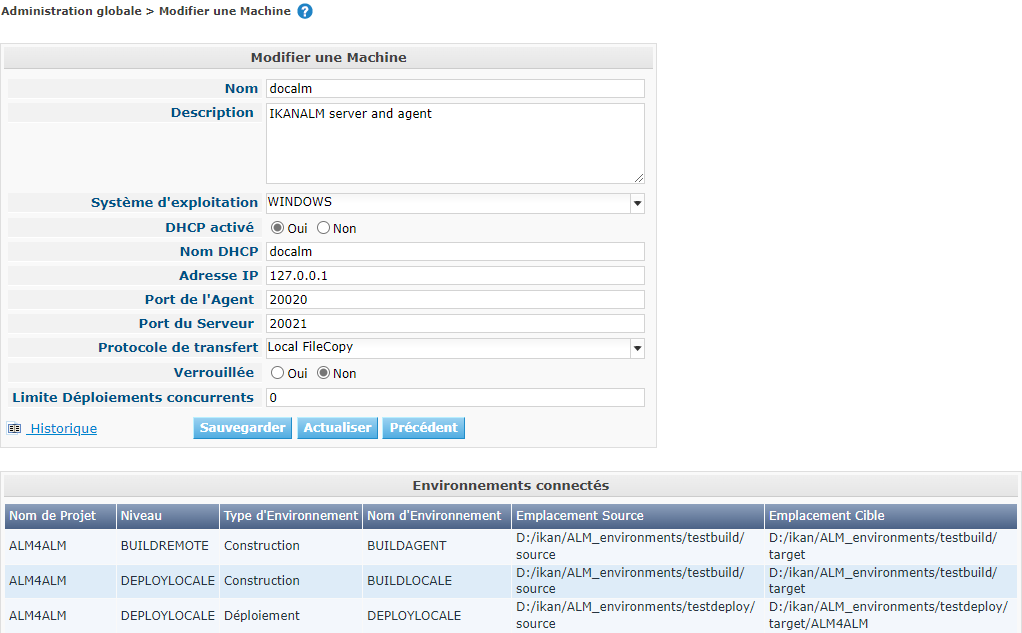 Administration globale > Modifier une Machine ?
Modifier une Machine
Nom docalm
Description IKANALM server and agent
Système d'exploitation WINDOWS
DHCP activé Oui Non
Nom DHCP docalm
Adresse IP 127.0.0.1
Port de l'Agent 20020
Port du Serveur 20021
Protocole de transfert Local FileCopy
Verrouillée Oui Non
Limite Déploiements concurrents 0
Historique Sauvegarder Actualiser Précédent
Environnements connectés
Nom de Projet Niveau Type d'Environnement Nom d'Environnement Emplacement Source Emplacement Cible
ALM4ALM BUILDREMOTE Construction BUILDAGENT D:/ikan/ALM_environments/testbuild/ D:/ikan/ALM_environments/testbuild/
source target
ALM4ALM DEPLOYLOCALE Construction BUILDLOCALE D:/ikan/ALM_environments/testbuild/ D:/ikan/ALM_environments/testbuild/
source target
ALM4ALM DEPLOYLOCALE Déploiement DEPLOYLOCALE D:/ikan/ALM_environments/testdeploy/ D:/ikan/ALM_environments/testdeploy/
source target/ALM4ALM